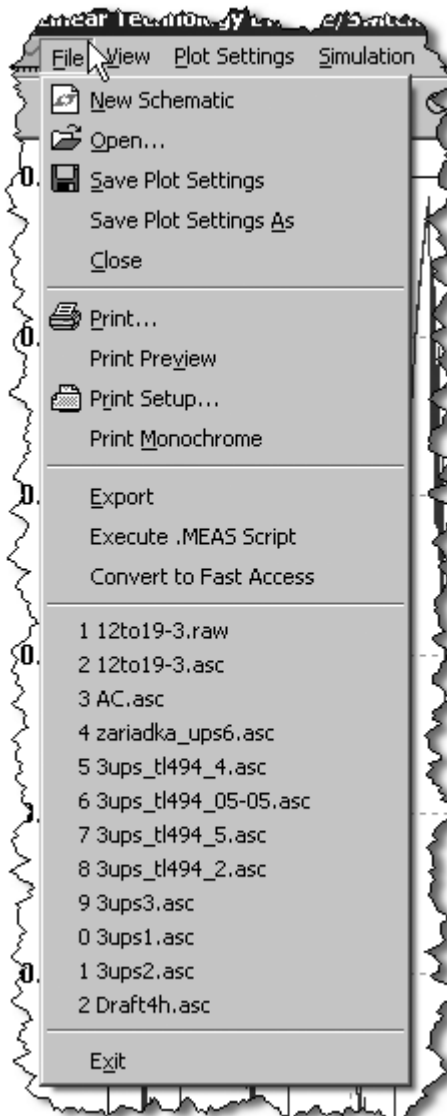 File View Plot Settings Simulation
New Schematic
Open...
Save Plot Settings
Save Plot Settings As
Close
Print...
Print Preview
Print Setup...
Print Monochrome
Export
Execute .MEAS Script
Convert to Fast Access
1 12to19-3.raw
2 12to19-3.asc
3 AC.asc
4 zariadka_ups6.asc
5 3ups_tl494_4.asc
6 3ups_tl494_05-05.asc
7 3ups_tl494_5.asc
8 3ups_tl494_2.asc
9 3ups3.asc
0 3ups1.asc
1 3ups2.asc
2 Draft4h.asc
Exit